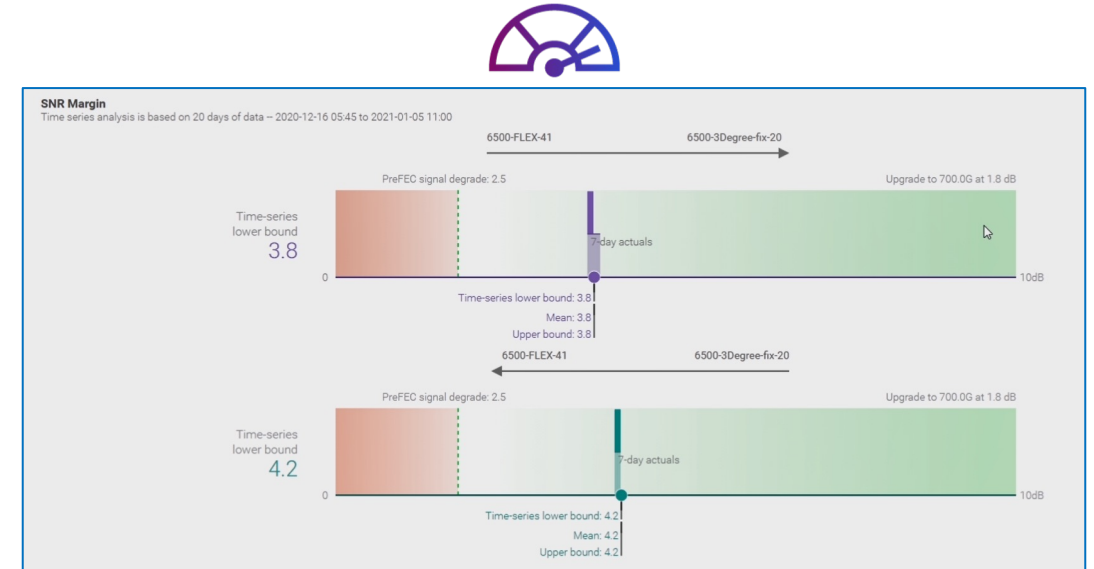 SNR Margin
Time series analysis is based on 20 days of data -- 2020-12-16 05:45 to 2021-01-05 11:00
6500-FLEX-41 6500-3Degree-fix-20
PreFEC signal degrade: 2.5 Upgrade to 700.0G at 1.8 dB
Time-series
lower bound
3.8
7-day actuals
0 10dB
Time-series lower bound: 3.8
Mean: 3.8
Upper bound: 3.8
6500-FLEX-41 6500-3Degree-fix-20
PreFEC signal degrade: 2.5 Upgrade to 700.0G at 1.8 dB
Time-series
lower bound
4.2
7-day actuals
0 10dB
Time-series lower bound: 4.2
Mean: 4.2
Upper bound: 4.2